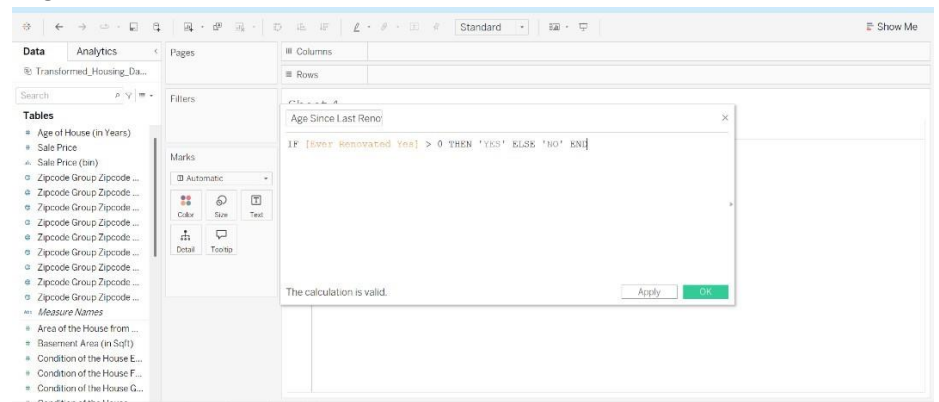 Standard
Show Me
Data Analytics
Transformed_Housing_Da...
Search
Tables
Age of House (in Years)
Sale Price
Sale Price (bin)
Zipcode Group Zipcode ...
Zipcode Group Zipcode ...
Zipcode Group Zipcode ...
Zipcode Group Zipcode ...
Zipcode Group Zipcode ...
Zipcode Group Zipcode ...
Zipcode Group Zipcode ...
Zipcode Group Zipcode ...
Zipcode Group Zipcode ...
Abc Measure Names
Area of the House from ...
Basement Area (in Sqft)
Condition of the House E...
Condition of the House F...
Condition of the House G...
Pages
Filters
Marks
Automatic
Color Size Text
Detail Tooltip
Columns
Rows
Age Since Last Reno
IF [Ever Renovated Yes] > 0 THEN 'YES' ELSE 'NO' END
The calculation is valid.
Apply OK